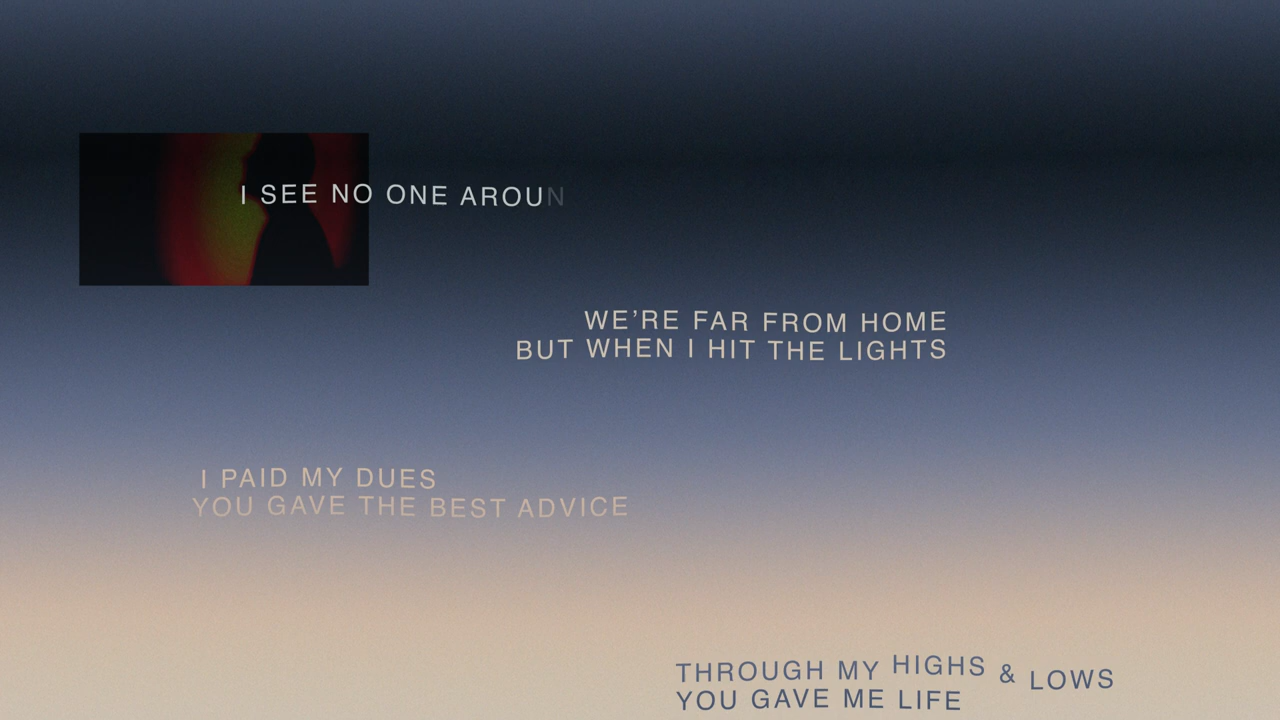 I SEE NO ONE AROUN
WE'RE FAR FROM HOME
BUT WHEN I HIT THE LIGHTS
I PAID MY DUES
YOU GAVE THE BEST ADVICE
THROUGH MY HIGHS & LOWS
YOU GAVE ME LIFE